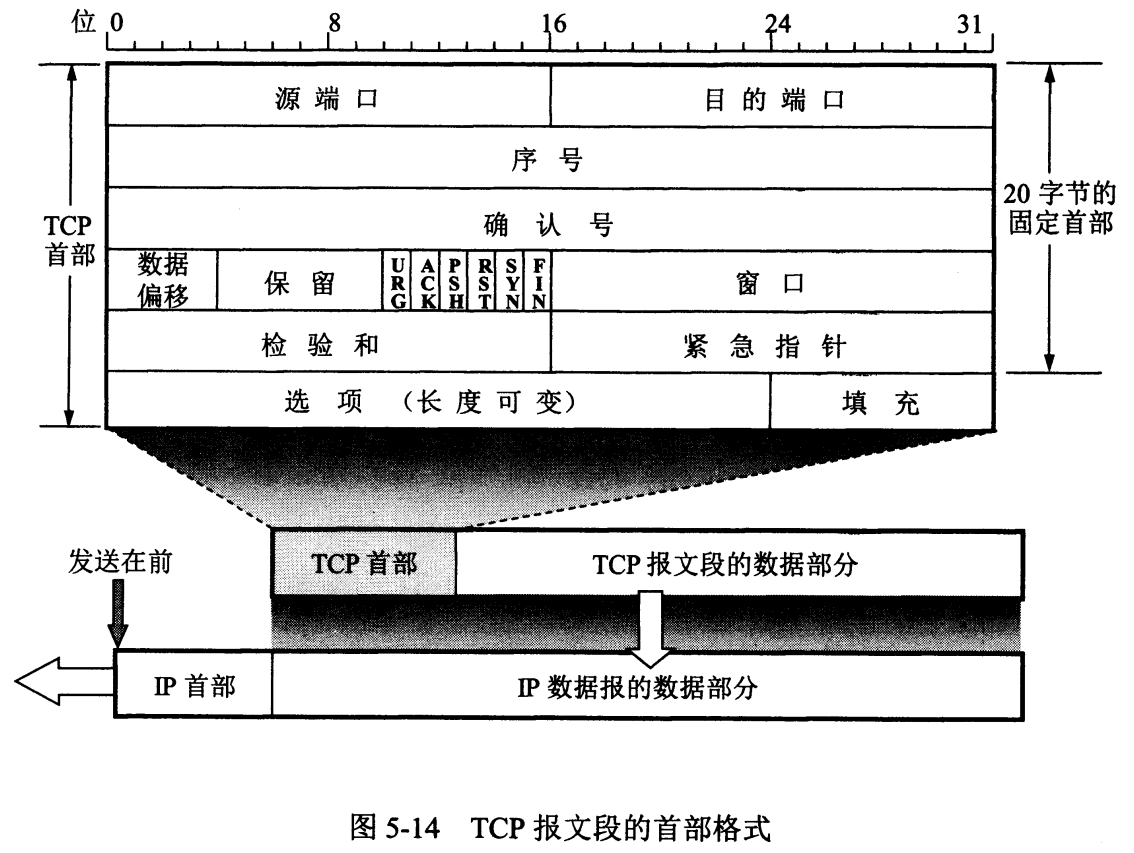 位 0 8 16 24 31
源端口 目的端口
序号
确认号
TCP
首部
20 字节的
固定首部
数据
偏移
保留
URG
ACK
PSH
RST
SYN
FIN
窗口
检验和 紧急指针
选项（长度可变） 填充
发送在前
TCP 首部 TCP 报文段的数据部分
IP 首部 IP 数据报的数据部分
图 5-14 TCP 报文段的首部格式